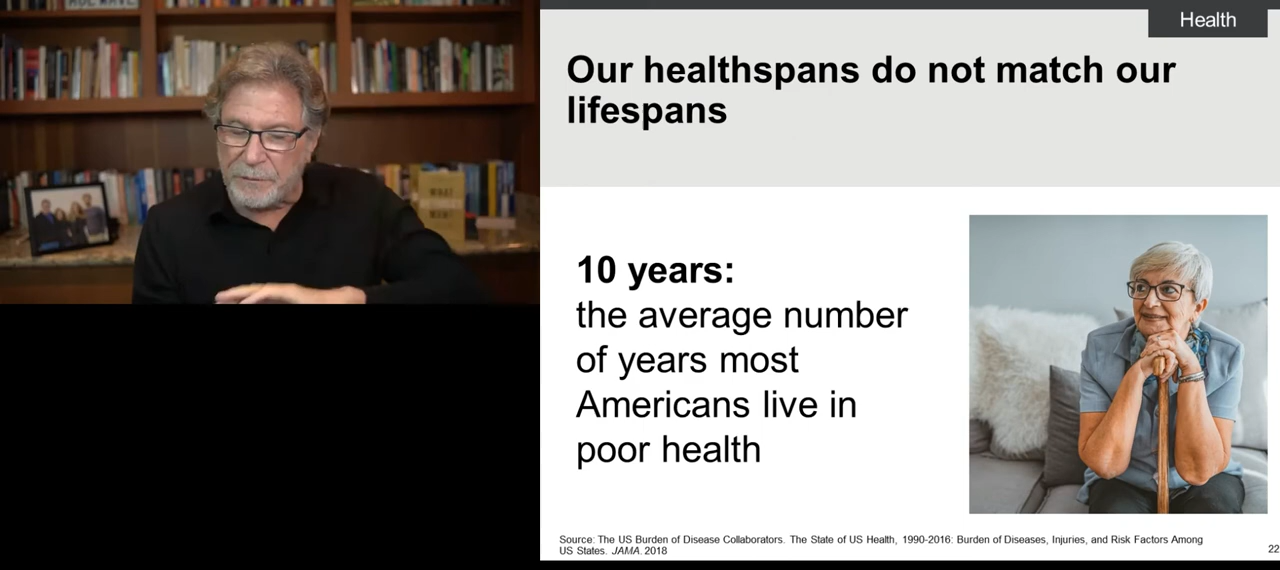 Health
Our healthspans do not match our
lifespans
10 years:
the average number
of years most
Americans live in
poor health
Source: The US Burden of Disease Collaborators. The State of US Health, 1990-2016: Burden of Diseases, Injuries, and Risk Factors Among
US States. JAMA. 2018
22